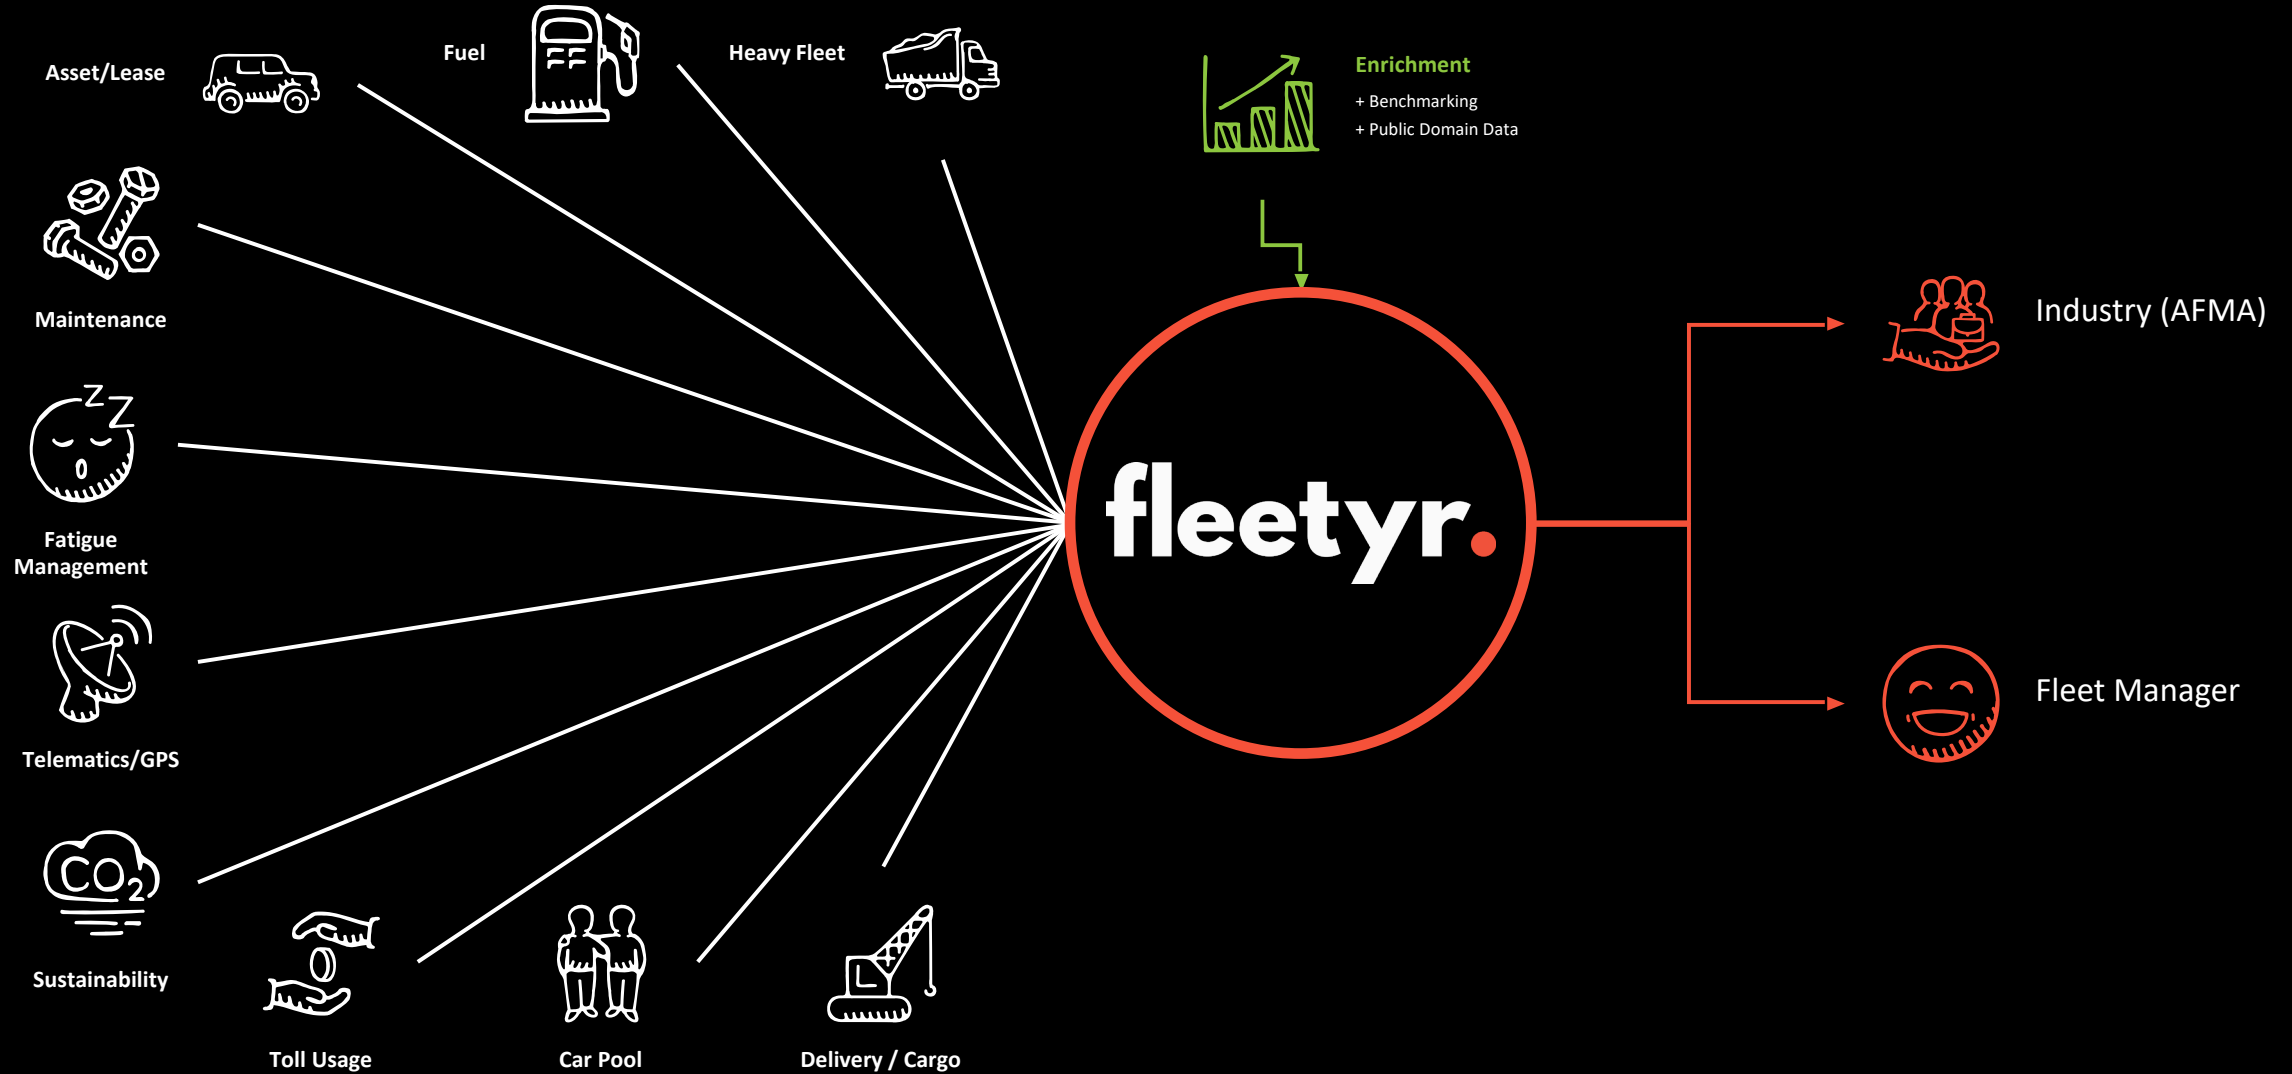 Asset/Lease
Fuel
Heavy Fleet
Enrichment
+ Benchmarking
+ Public Domain Data
Maintenance
Z Z
Fatigue
Management
Telematics/GPS
CO2
Sustainability
Toll Usage
Car Pool
Delivery / Cargo
fleetyr.
Industry (AFMA)
Fleet Manager